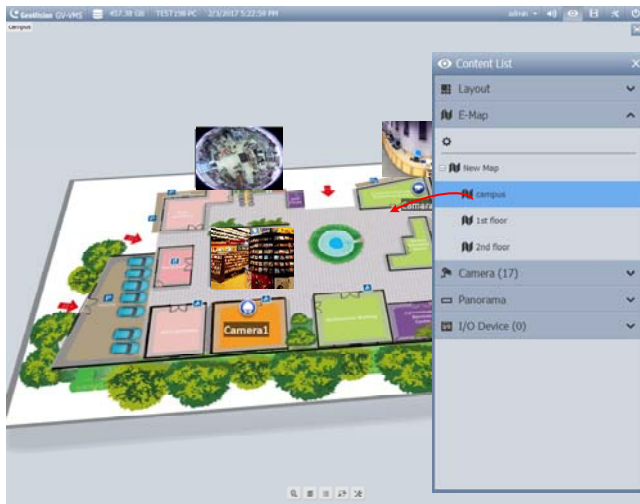 GeoVision GV-VMS 457.38 GB TEST198-PC 2/3/2017 5:22:59 PM admin
Campus
Content List
Layout
E-Map
New Map
campus
1st floor
2nd floor
Camera (17)
Panorama
I/O Device (0)
Camera
Camera1